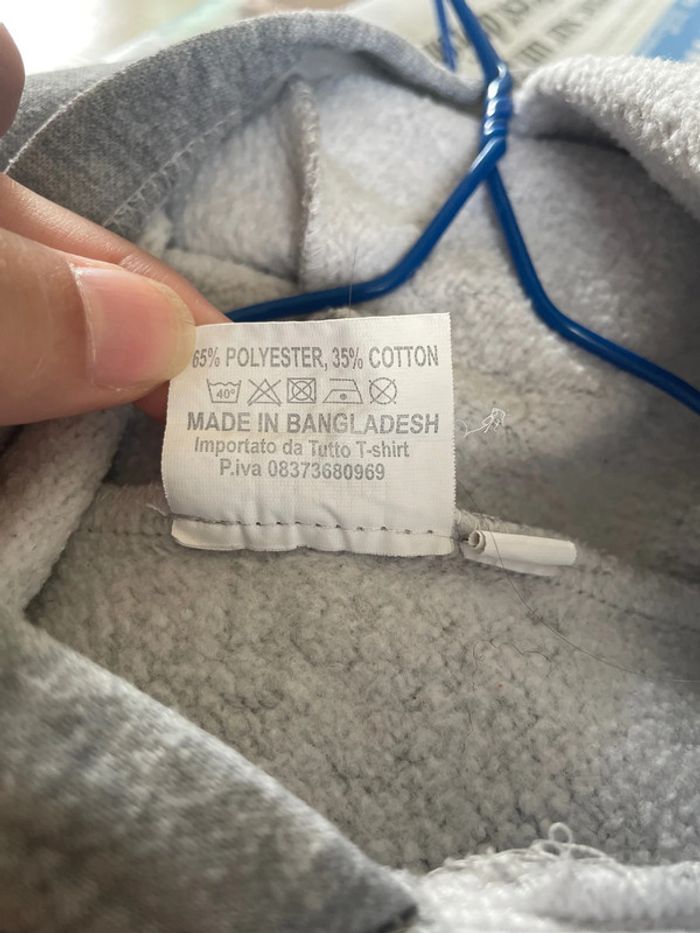 65% POLYESTER, 35% COTTON
40°
MADE IN BANGLADESH
Importato da Tutto T-shirt
P.iva 08373680969